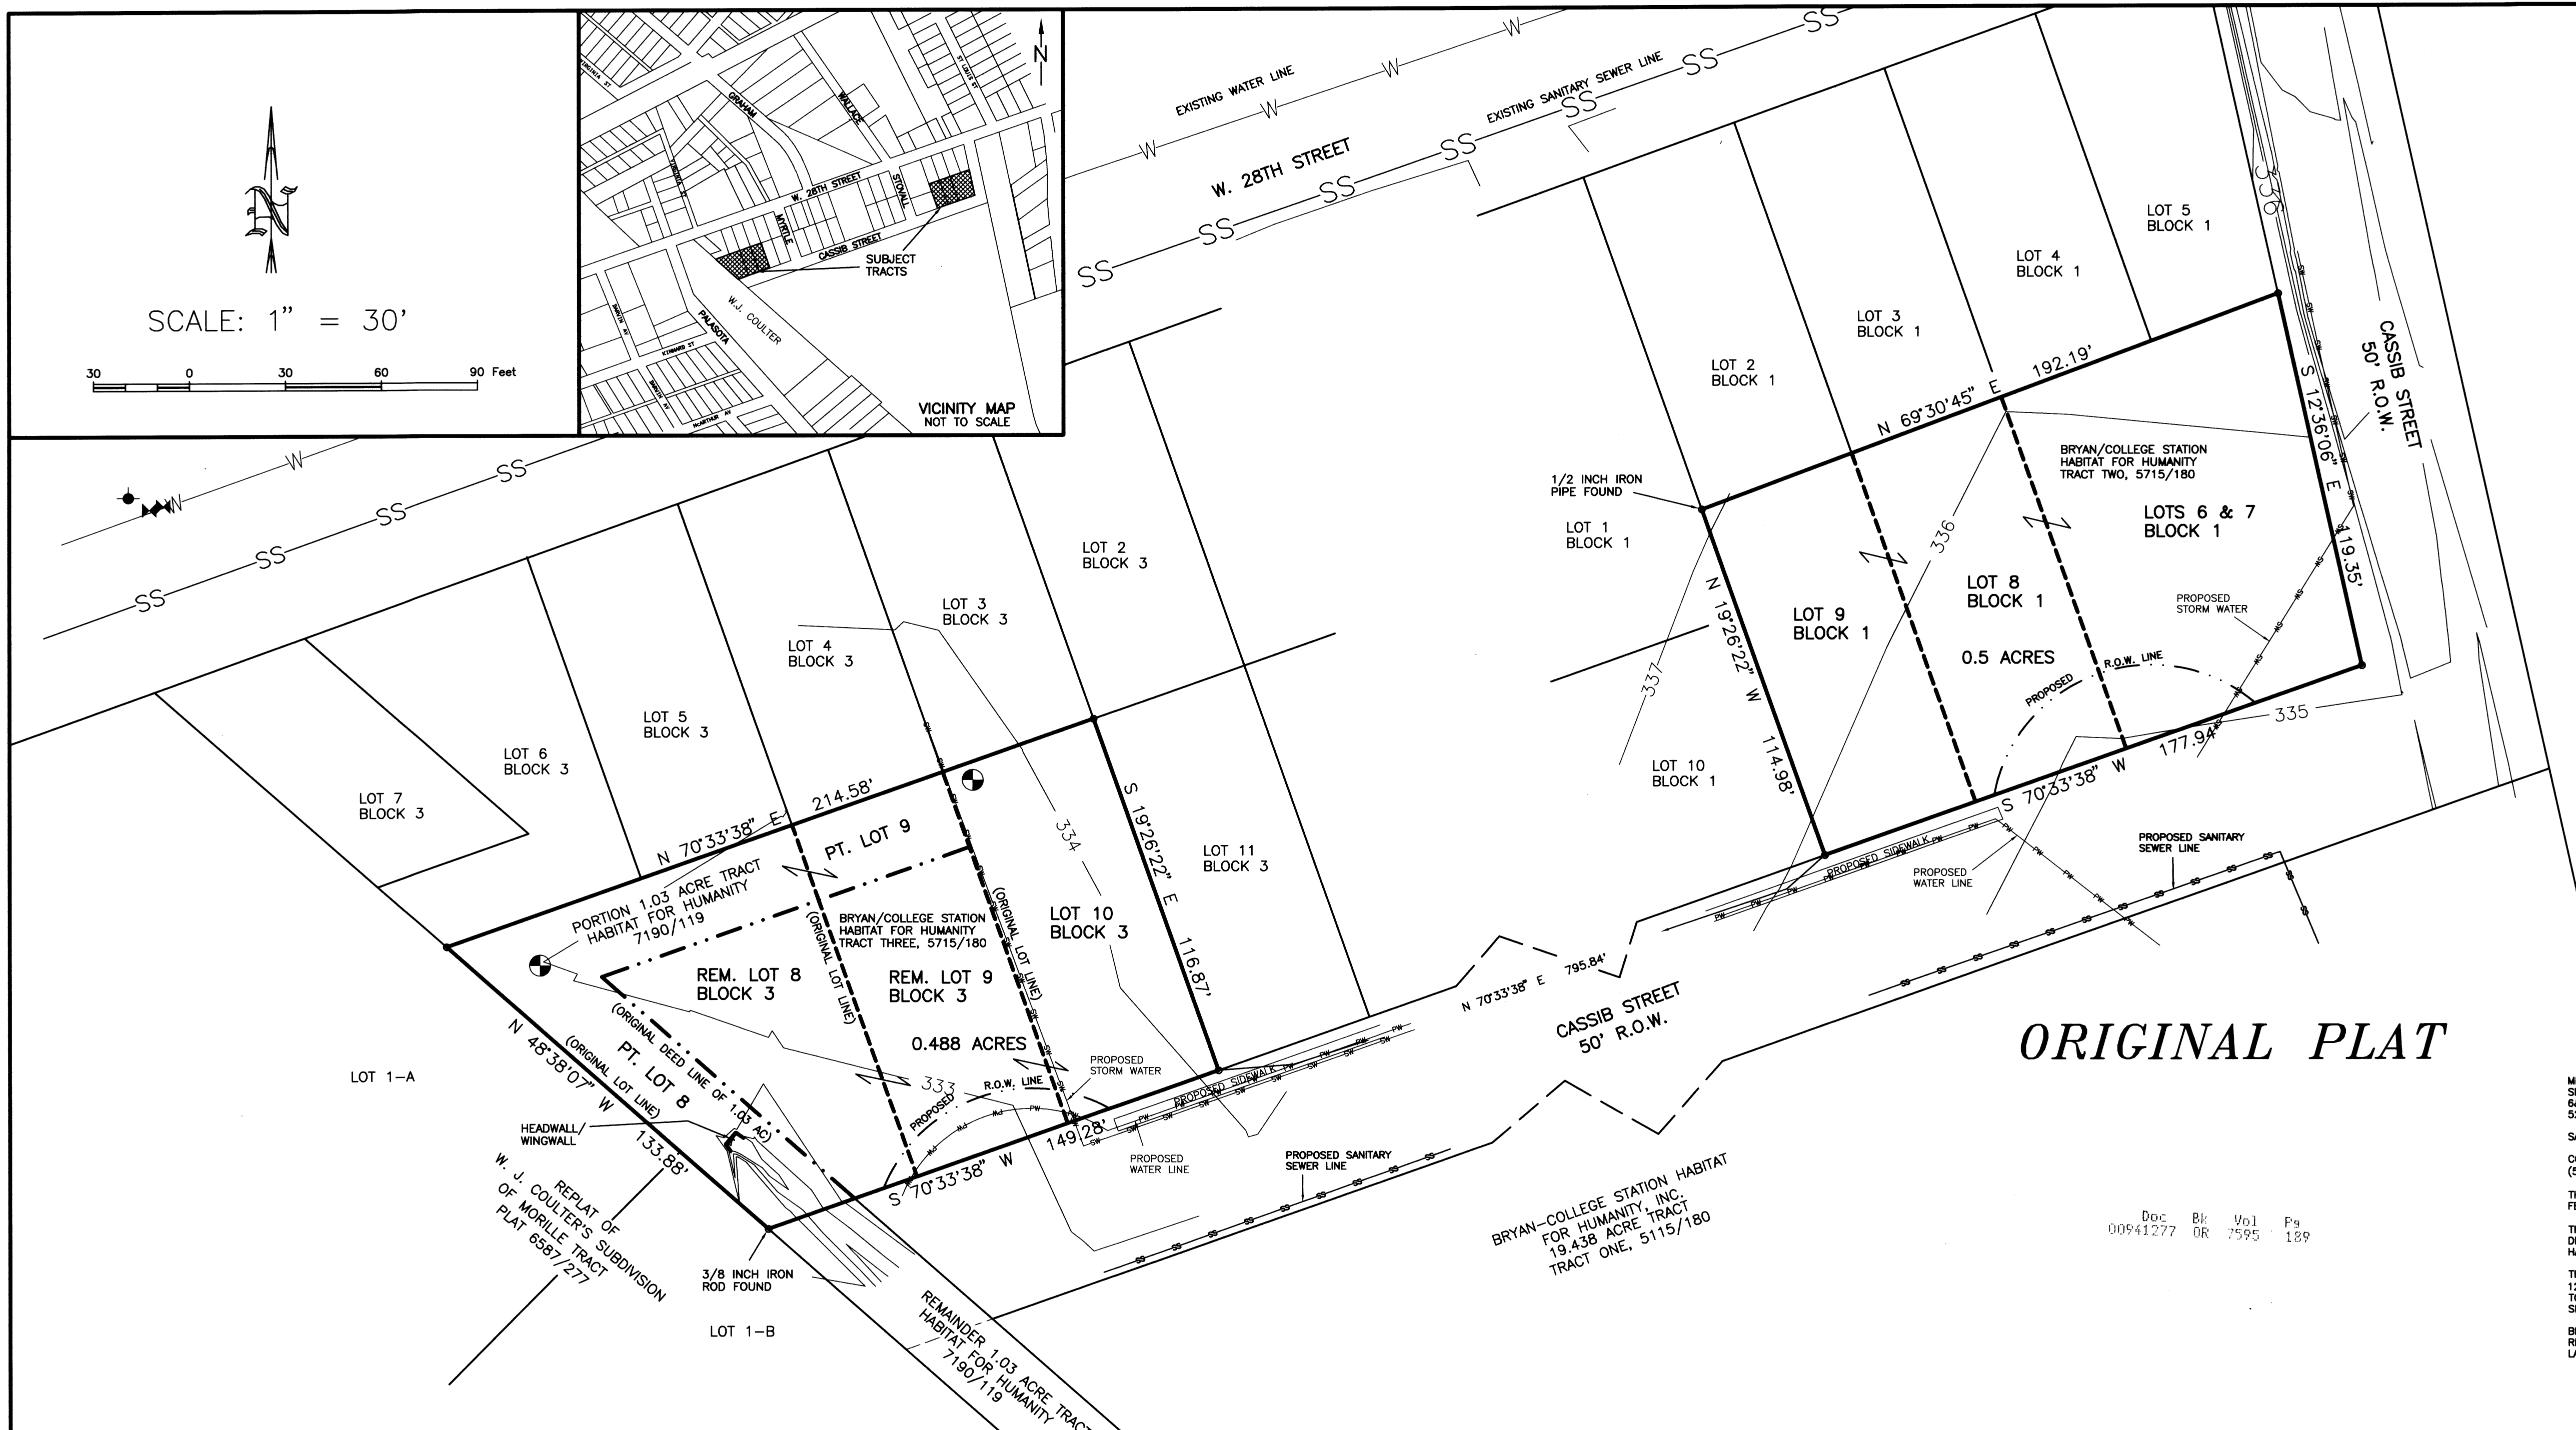 N
SCALE: 1" = 30'
30 0 30 60 90 Feet
VIRGINIA ST
GRAHAM
WALLACE
ST LOUIS ST
N
VIRGINIA ST
W. 28TH STREET
STOVALL
MYRTLE
CASSIB STREET
SUBJECT
TRACTS
W.J. COULTER
PALASOTA
KINNARD ST
McARTHUR AV
VICINITY MAP
NOT TO SCALE
EXISTING WATER LINE
EXISTING SANITARY SEWER LINE
W. 28TH STREET
LOT 5
BLOCK 1
LOT 4
BLOCK 1
LOT 3
BLOCK 1
LOT 2
BLOCK 1
N 69°30'45" E 192.19'
CASSIB STREET
50' R.O.W.
S 12°36'06" E 119.35'
BRYAN/COLLEGE STATION
HABITAT FOR HUMANITY
TRACT TWO, 5715/180
1/2 INCH IRON
PIPE FOUND
LOTS 6 & 7
BLOCK 1
LOT 1
BLOCK 1
336
LOT 8
BLOCK 1
0.5 ACRES
LOT 9
BLOCK 1
PROPOSED
STORM WATER
PROPOSED R.O.W. LINE
N 19°26'22" W 114.98'
337
335
S 70°33'38" W 177.94'
LOT 10
BLOCK 1
LOT 2
BLOCK 3
LOT 3
BLOCK 3
LOT 4
BLOCK 3
LOT 5
BLOCK 3
LOT 6
BLOCK 3
LOT 7
BLOCK 3
N 70°33'38" E 214.58'
PT. LOT 9
334
S 19°26'22" E 116.87'
LOT 11
BLOCK 3
PORTION 1.03 ACRE TRACT
HABITAT FOR HUMANITY
7190/119
(ORIGINAL LOT LINE)
BRYAN/COLLEGE STATION
HABITAT FOR HUMANITY
TRACT THREE, 5715/180
(ORIGINAL LOT LINE)
LOT 10
BLOCK 3
REM. LOT 8
BLOCK 3
REM. LOT 9
BLOCK 3
0.488 ACRES
(ORIGINAL DEED LINE OF 1.03 AC)
PT. LOT 8
(ORIGINAL LOT LINE)
N 48°38'07" W 133.88'
LOT 1-A
333
PROPOSED R.O.W. LINE
PROPOSED
STORM WATER
S 70°33'38" W 149.28'
PROPOSED SIDEWALK
PROPOSED
WATER LINE
PROPOSED SANITARY
SEWER LINE
N 70°33'38" E 795.84'
CASSIB STREET
50' R.O.W.
PROPOSED SIDEWALK
PROPOSED
WATER LINE
PROPOSED SANITARY
SEWER LINE
ORIGINAL PLAT
HEADWALL/
WINGWALL
REPLAT OF
W. J. COULTER'S SUBDIVISION
OF MORILLE TRACT
PLAT 6587/277
3/8 INCH IRON
ROD FOUND
LOT 1-B
REMAINDER 1.03 ACRE TRACT
HABITAT FOR HUMANITY
7190/119
BRYAN-COLLEGE STATION HABITAT
FOR HUMANITY, INC.
19.438 ACRE TRACT
TRACT ONE, 5115/180
Doc Bk Vol Pg
00941277 OR 7595 189